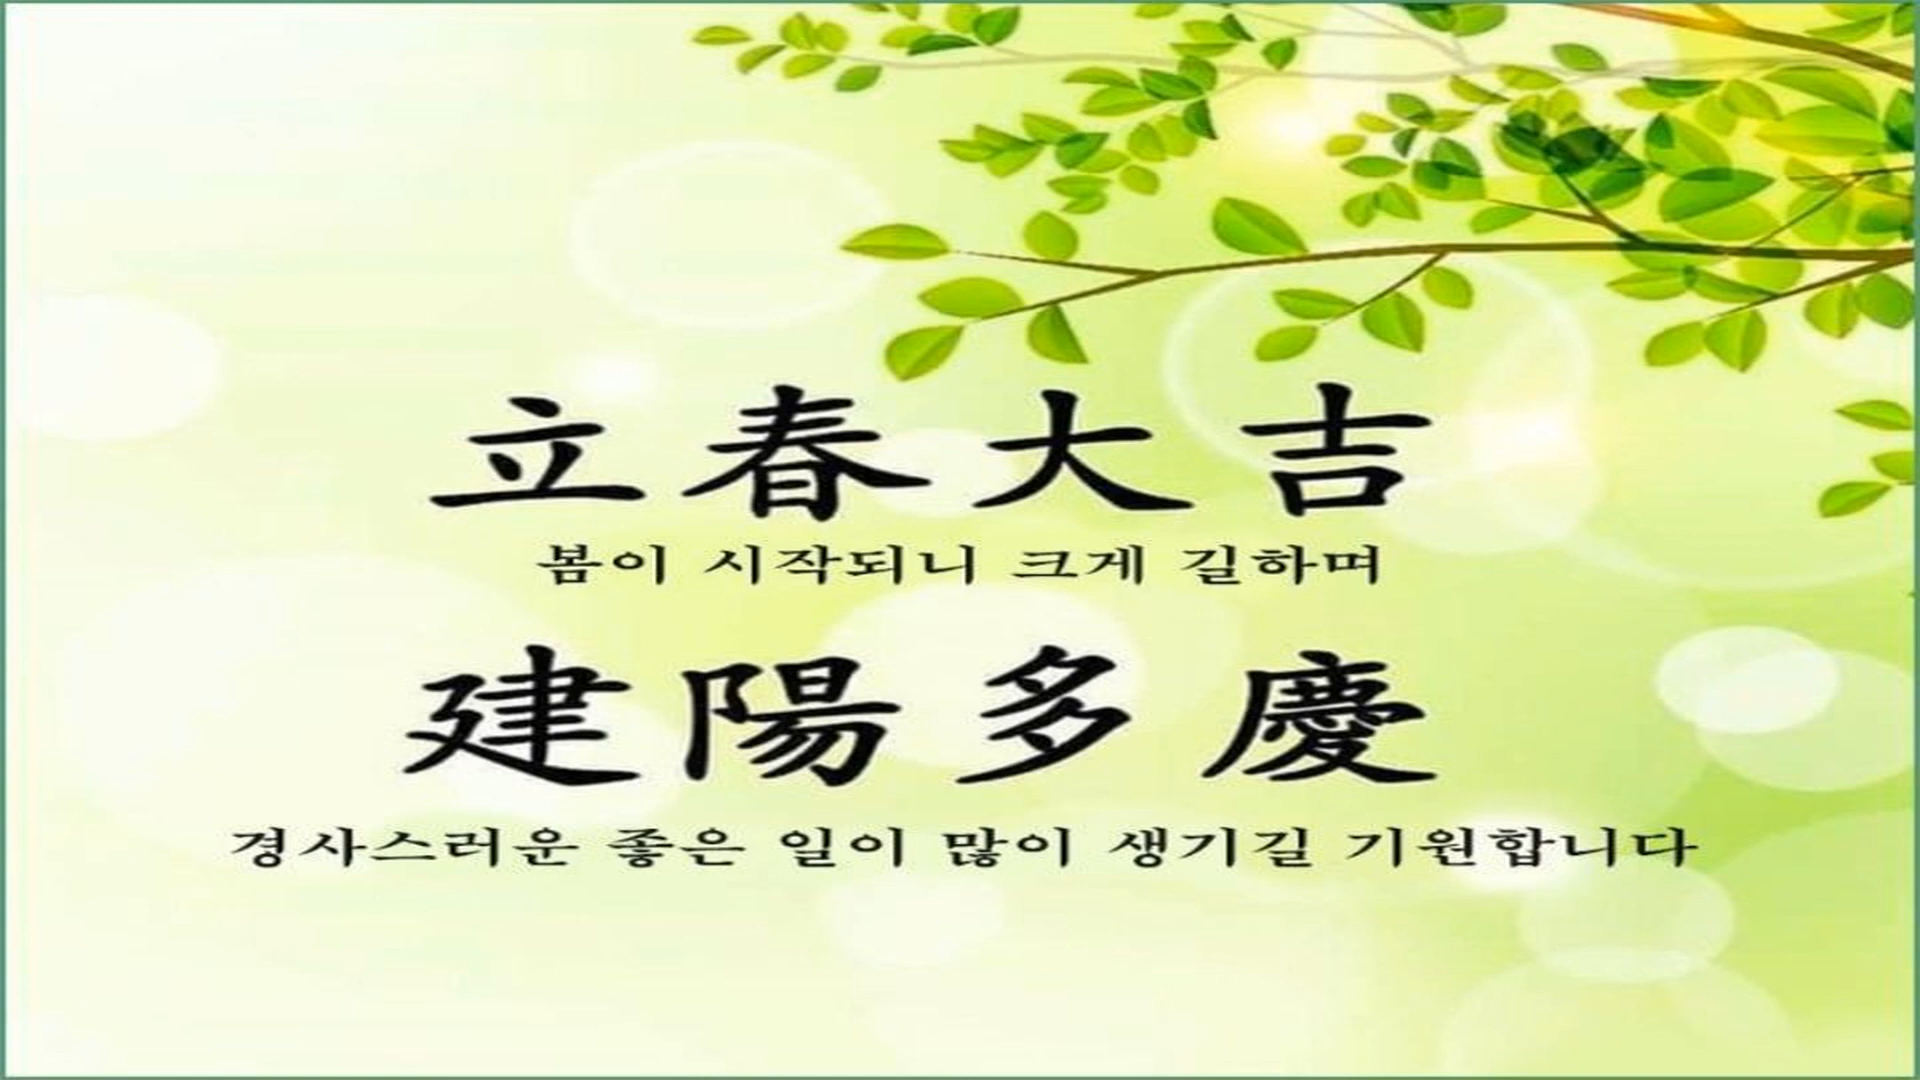 立春大吉
봄이 시작되니 크게 길하며
建陽多慶
경사스러운 좋은 일이 많이 생기길 기원합니다